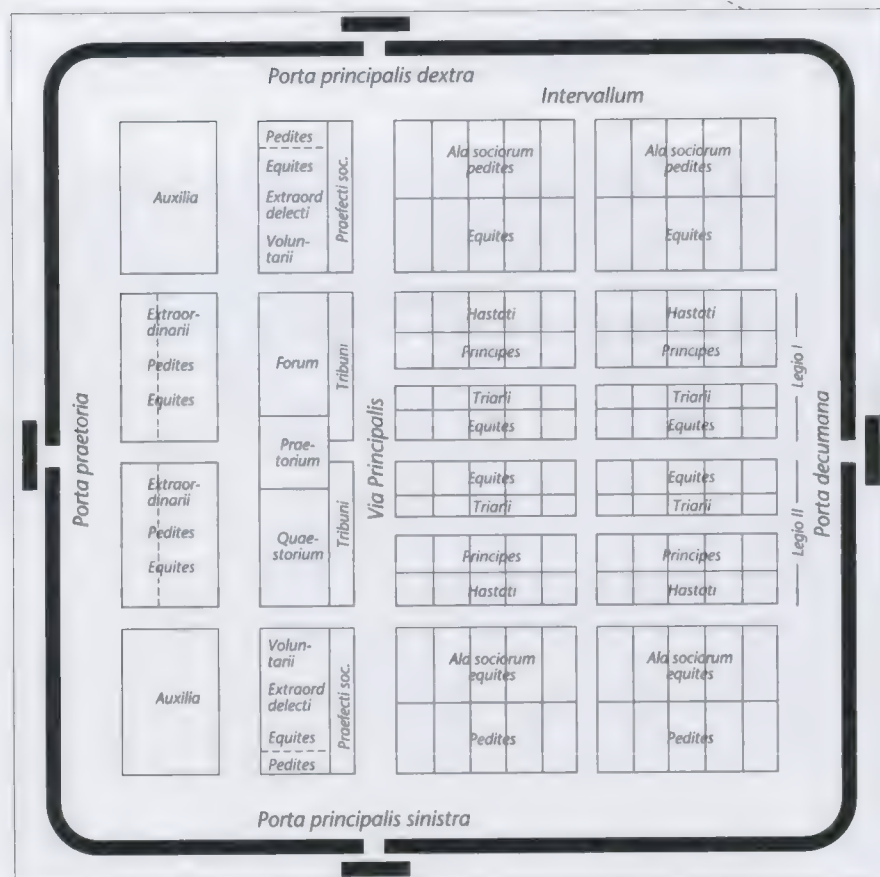 Porta principalis dextra
Intervallum
Auxilia
Pedites
Equites
Extraord
delecti
Volun-
tarii
Praefecti soc.
Ala sociorum
pedites
Equites
Ala sociorum
pedites
Equites
Extraor-
dinarii
Pedites
Equites
Forum
Tribuni
Hastati
Principes
Triarii
Equites
Hastati
Principes
Triarii
Equites
Legio I
Porta praetoria
Prae-
torium
Via Principalis
Porta decumana
Extraor-
dinarii
Pedites
Equites
Quae-
storium
Tribuni
Equites
Triarii
Principes
Hastati
Equites
Triarii
Principes
Hastati
Legio II
Auxilia
Volun-
tarii
Extraord
delecti
Equites
Pedites
Praefecti soc.
Ala sociorum
equites
Pedites
Ala sociorum
equites
Pedites
Porta principalis sinistra